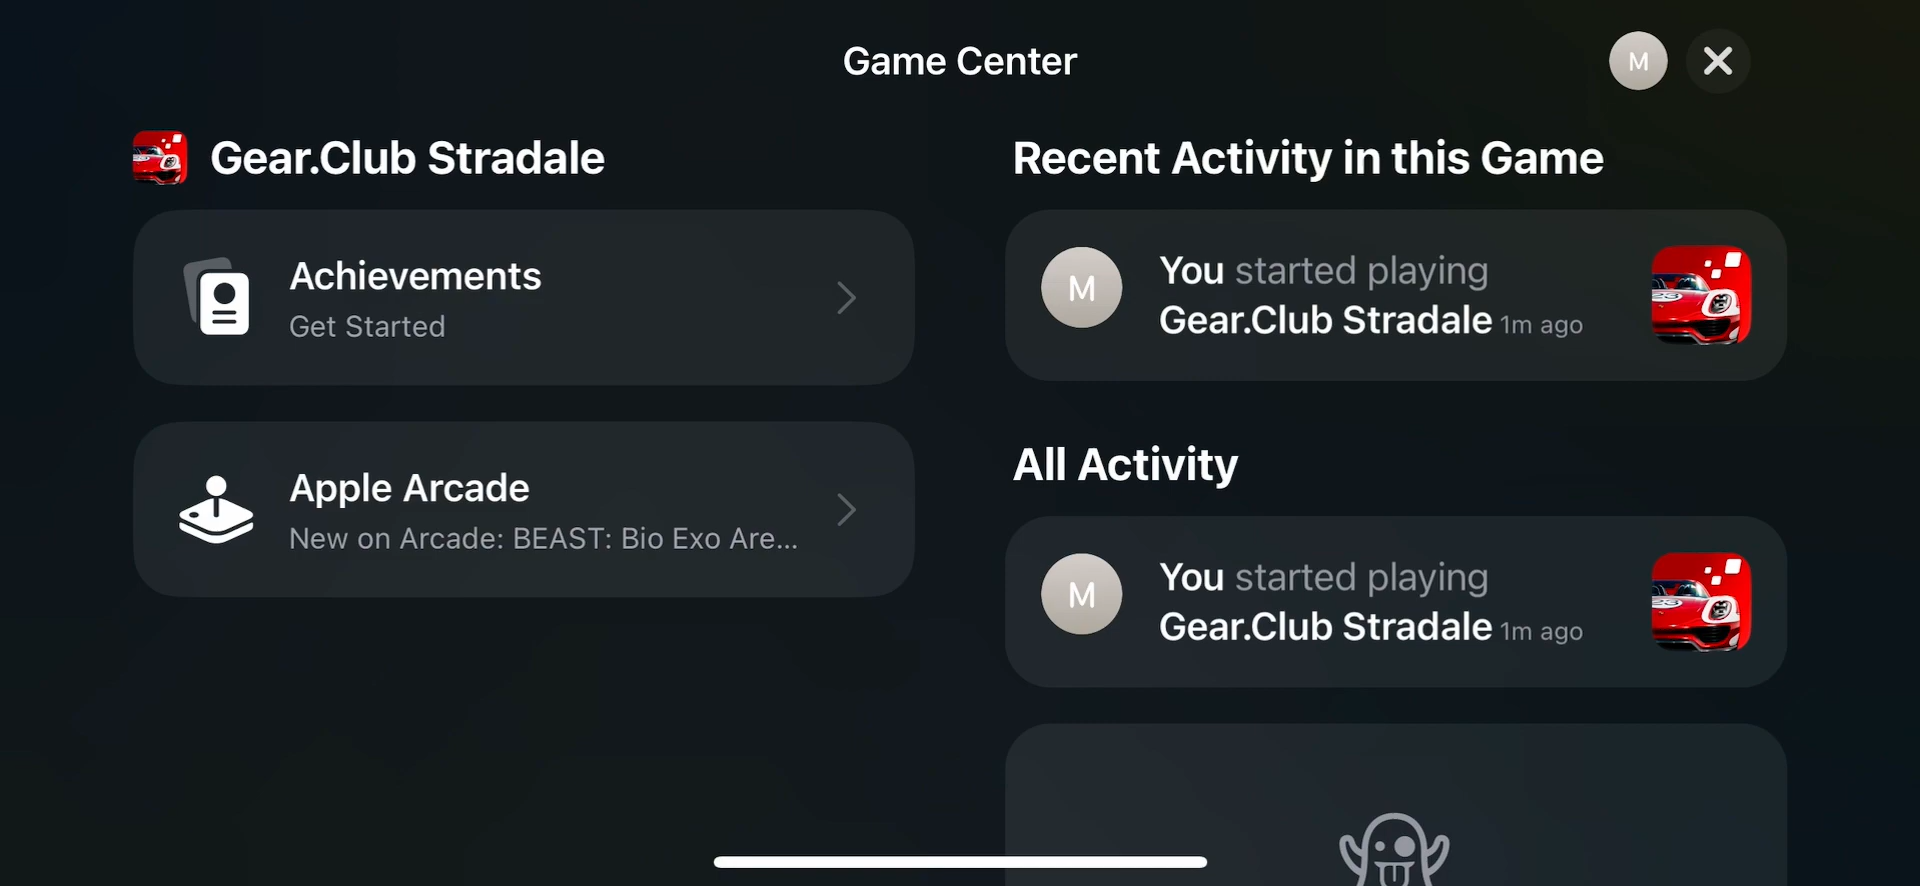 Game Center
M
Gear.Club Stradale
Achievements
Get Started
Apple Arcade
New on Arcade: BEAST: Bio Exo Are...
Recent Activity in this Game
M
You started playing
Gear.Club Stradale 1m ago
23
All Activity
M
You started playing
Gear.Club Stradale 1m ago
23